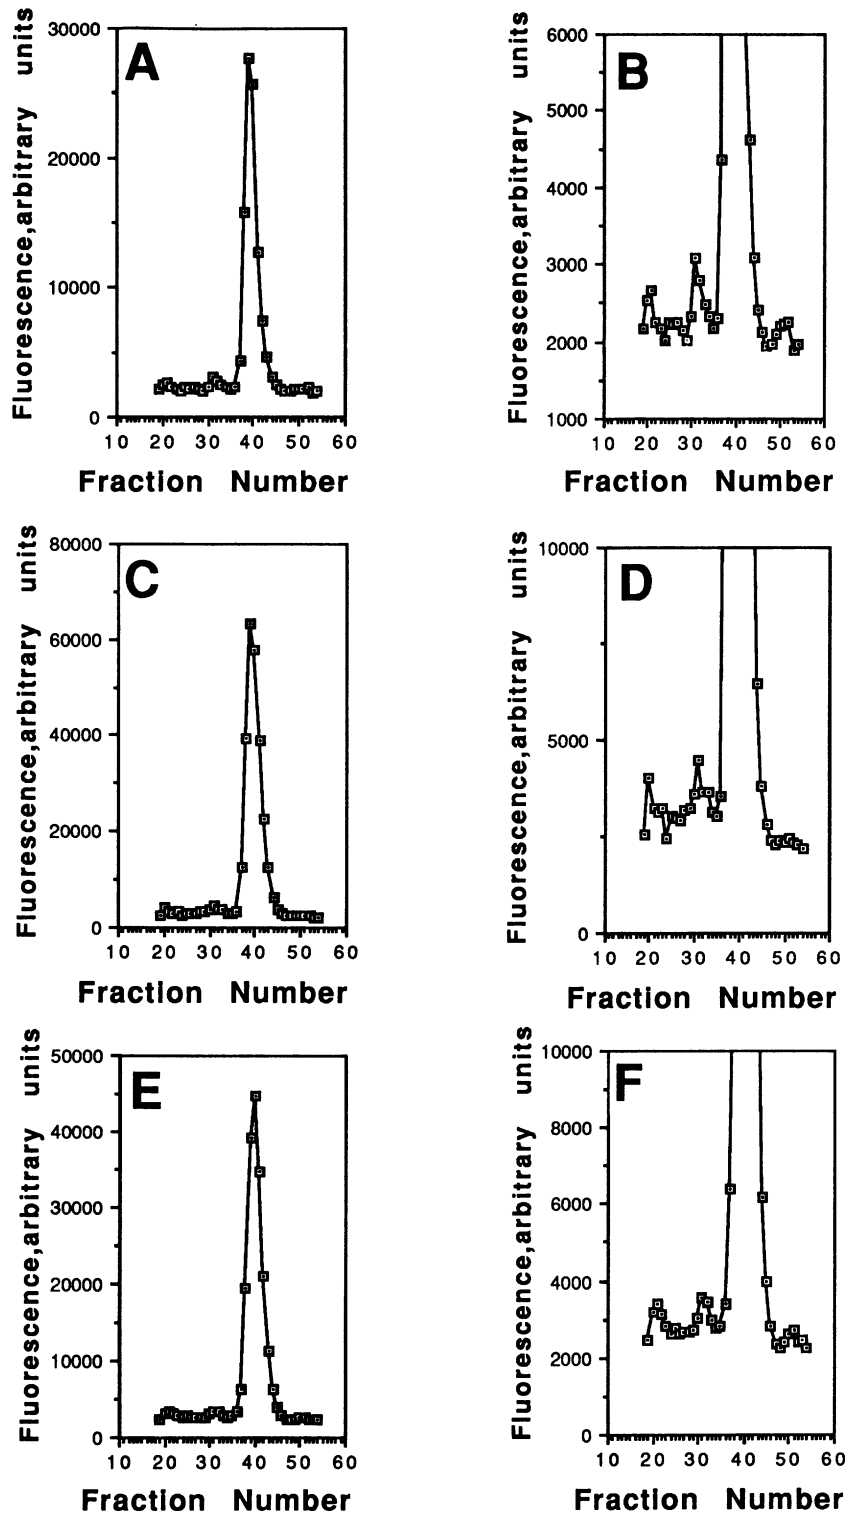 A
Fluorescence,arbitrary units
30000
20000
10000
0
10 20 30 40 50 60
Fraction Number
B
Fluorescence,arbitrary units
6000
5000
4000
3000
2000
1000
10 20 30 40 50 60
Fraction Number
C
Fluorescence,arbitrary units
80000
60000
40000
20000
0
10 20 30 40 50 60
Fraction Number
D
Fluorescence,arbitrary units
10000
5000
0
10 20 30 40 50 60
Fraction Number
E
Fluorescence,arbitrary units
50000
40000
30000
20000
10000
0
10 20 30 40 50 60
Fraction Number
F
Fluorescence,arbitrary units
10000
8000
6000
4000
2000
0
10 20 30 40 50 60
Fraction Number